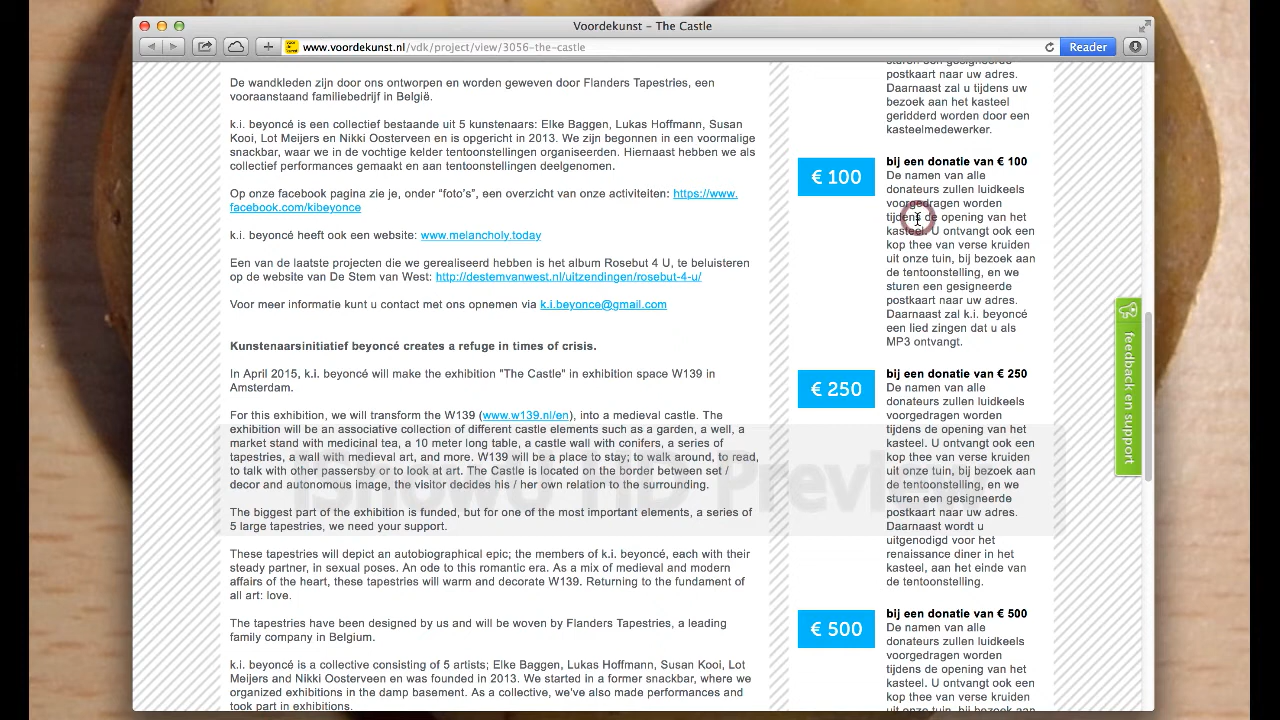 Voordekunst – The Castle
www.voordekunst.nl/vdk/project/view/3056-the-castle
Reader
De wandkleden zijn door ons ontworpen en worden geweven door Flanders Tapestries, een
vooraanstaand familiebedrijf in België.
k.i. beyoncé is een collectief bestaande uit 5 kunstenaars: Elke Baggen, Lukas Hoffmann, Susan
Kooi, Lot Meijers en Nikki Oosterveen en is opgericht in 2013. We zijn begonnen in een voormalige
snackbar, waar we in de vochtige kelder tentoonstellingen organiseren. Hiernaast hebben we als
collectief performances gemaakt en aan tentoonstellingen deelgenomen.
Op onze facebook pagina zie je, onder “foto’s”, een overzicht van onze activiteiten: https://www.
facebook.com/kibeyonce
k.i. beyoncé heeft ook een website: www.melancholy.today
Een van de laatste projecten die we gerealiseerd hebben is het album Rosebut 4 U, te beluisteren
op de website van De Stem van West: http://destemvanwest.nl/uitzendingen/rosebut-4-u/
Voor meer informatie kunt u contact met ons opnemen via k.i.beyonce@gmail.com
Kunstenaarsinitiatief beyoncé creates a refuge in times of crisis.
In April 2015, k.i. beyoncé will make the exhibition "The Castle" in exhibition space W139 in
Amsterdam.
For this exhibition, we will transform the W139 (www.w139.nl/en), into a medieval castle. The
exhibition will be an associative collection of different castle elements such as a garden, a well, a
market stand with medicinal tea, a 10 meter long table, a castle wall with conifers, a series of
tapestries, a wall with medieval art, and more. W139 will be a place to stay; to walk around, to read,
to talk with other passersby or to look at art. The Castle is located on the border between set /
decor and autonomous image, the visitor decides his / her own relation to the surrounding.
The biggest part of the exhibition is funded, but for one of the most important elements, a series of
5 large tapestries, we need your support.
These tapestries will depict an autobiographical epic; the members of k.i. beyoncé, each with their
steady partner, in sexual poses. An ode to this romantic era. As a mix of medieval and modern
affairs of the heart, these tapestries will warm and decorate W139. Returning to the fundament of
all art: love.
The tapestries have been designed by us and will be woven by Flanders Tapestries, a leading
family company in Belgium.
k.i. beyoncé is a collective consisting of 5 artists; Elke Baggen, Lukas Hoffmann, Susan Kooi, Lot
Meijers and Nikki Oosterveen and was founded in 2013. We started in a former snackbar, where we
organized exhibitions in the damp basement. As a collective, we've also made performances and
took part in exhibitions.
sturen een gesigneerde
postkaart naar uw adres.
Daarnaast zal u tijdens uw
bezoek aan het kasteel
geridderd worden door een
kasteelmedewerker.
€ 100
bij een donatie van € 100
De namen van alle
donateurs zullen luidkeels
voorgedragen worden
tijdens de opening van het
kasteel. U ontvangt ook een
kop thee van verse kruiden
uit onze tuin, bij bezoek aan
de tentoonstelling, en we
sturen een gesigneerde
postkaart naar uw adres.
Daarnaast zal k.i. beyoncé
een lied zingen dat u als
MP3 ontvangt.
€ 250
bij een donatie van € 250
De namen van alle
donateurs zullen luidkeels
voorgedragen worden
tijdens de opening van het
kasteel. U ontvangt ook een
kop thee van verse kruiden
uit onze tuin, bij bezoek aan
de tentoonstelling, en we
sturen een gesigneerde
postkaart naar uw adres.
Daarnaast wordt u
uitgenodigd voor het
renaissance diner in het
kasteel, aan het einde van
de tentoonstelling.
€ 500
bij een donatie van € 500
De namen van alle
donateurs zullen luidkeels
voorgedragen worden
tijdens de opening van het
kasteel. U ontvangt ook een
kop thee van verse kruiden
uit onze tuin, bij bezoek aan
feedback en support
HD Previ